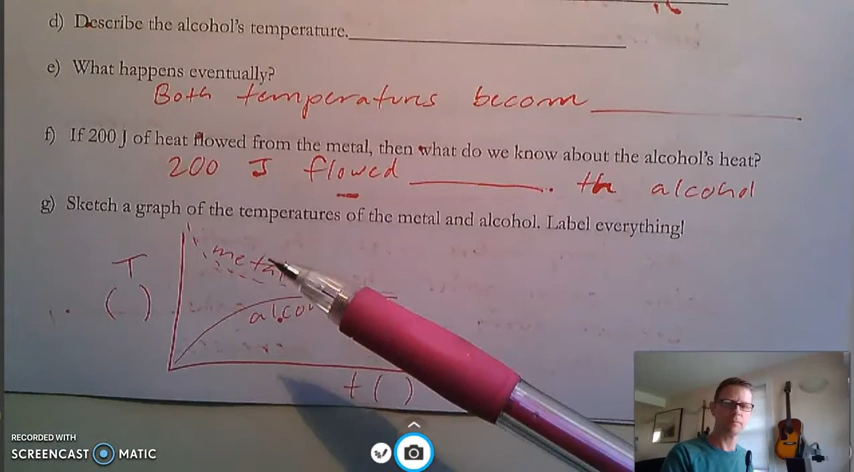 d) Describe the alcohol's temperature.
e) What happens eventually?
Both temperatures become
f) If 200 J of heat flowed from the metal, then what do we know about the alcohol's heat?
200 J flowed . the alcohol
g) Sketch a graph of the temperatures of the metal and alcohol. Label everything!
T
( )
t ( )
RECORDED WITH
SCREENCAST MATIC